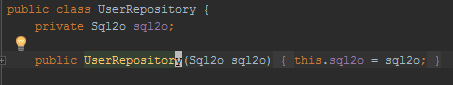 public class UserRepository {
private Sql2o sql2o;
public UserRepository(Sql2o sql2o) { this.sql2o = sql2o; }